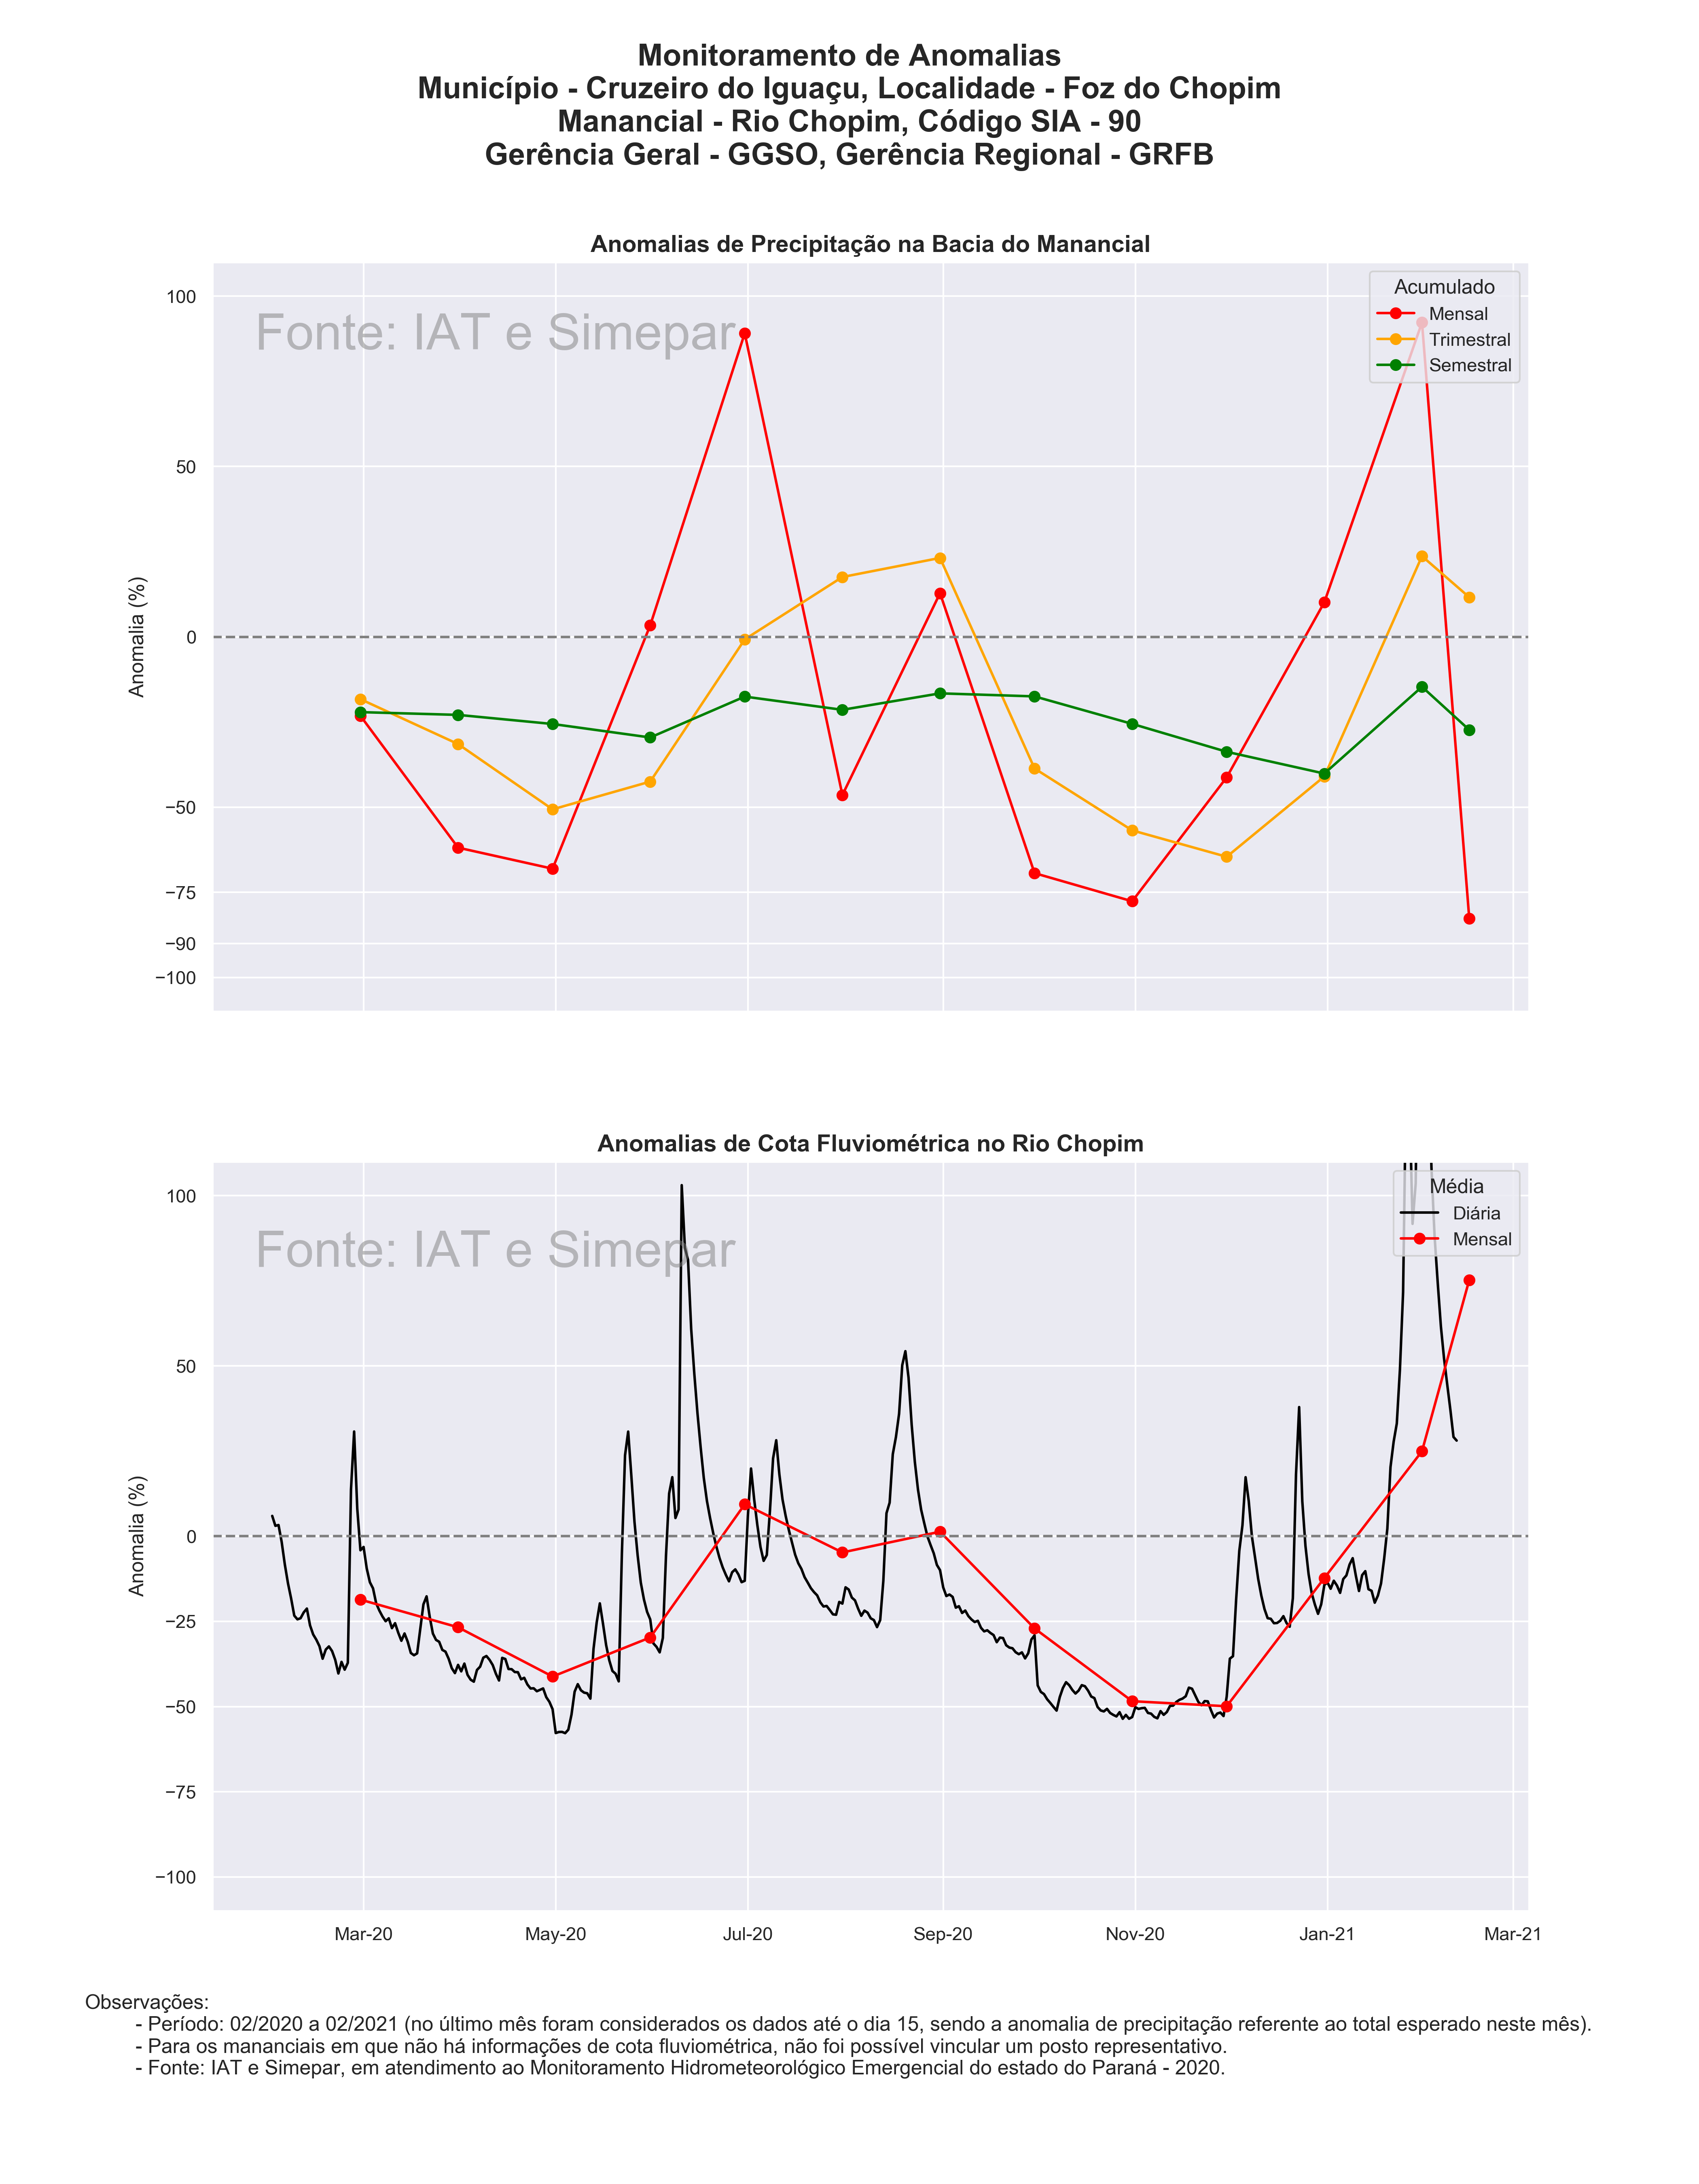 Monitoramento de Anomalias
Município - Cruzeiro do Iguaçu, Localidade - Foz do Chopim
Manancial - Rio Chopim, Código SIA - 90
Gerência Geral - GGSO, Gerência Regional - GRFB
Anomalias de Precipitação na Bacia do Manancial
Fonte: IAT e Simepar
Acumulado
Mensal
Trimestral
Semestral
Anomalia (%)
100
50
0
−50
−75
−90
−100
Anomalias de Cota Fluviométrica no Rio Chopim
Fonte: IAT e Simepar
Média
Diária
Mensal
Anomalia (%)
100
50
0
−25
−50
−75
−100
Mar-20
May-20
Jul-20
Sep-20
Nov-20
Jan-21
Mar-21
Observações:
- Período: 02/2020 a 02/2021 (no último mês foram considerados os dados até o dia 15, sendo a anomalia de precipitação referente ao total esperado neste mês).
- Para os mananciais em que não há informações de cota fluviométrica, não foi possível vincular um posto representativo.
- Fonte: IAT e Simepar, em atendimento ao Monitoramento Hidrometeorológico Emergencial do estado do Paraná - 2020.